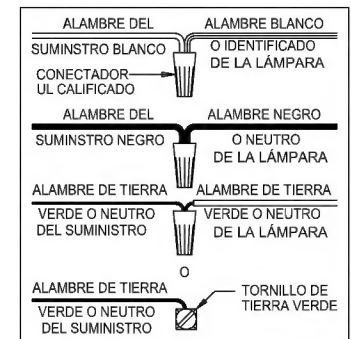 ALAMBRE DEL ALAMBRE BLANCO
SUMINSTRO BLANCO O IDENTIFICADO
DE LA LÁMPARA
CONECTADOR
UL CALIFICADO
ALAMBRE DEL ALAMBRE NEGRO
SUMINSTRO NEGRO O NEUTRO
DE LA LÁMPARA
ALAMBRE DE TIERRA ALAMBRE DE TIERRA
VERDE O NEUTRO VERDE O NEUTRO
DEL SUMINISTRO DE LA LÁMPARA
O
ALAMBRE DE TIERRA TORNILLO DE
VERDE O NEUTRO TIERRA VERDE
DEL SUMINISTRO